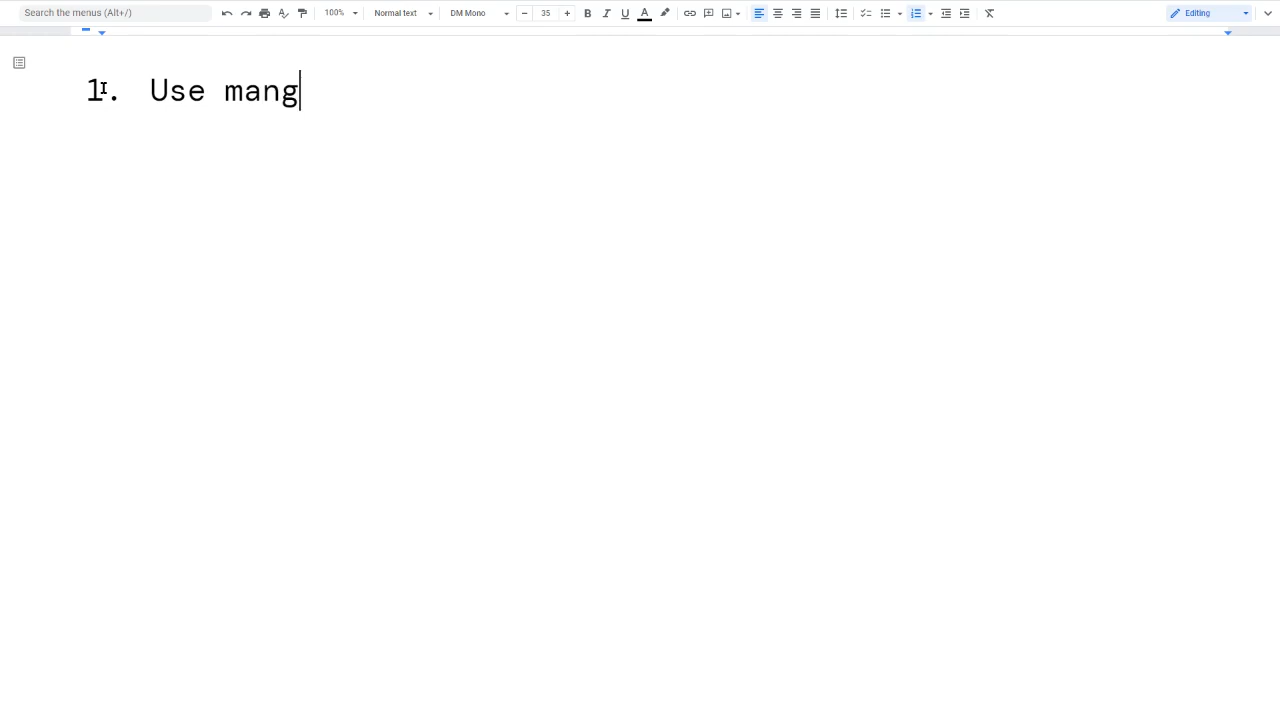 Search the menus (Alt+/)
100%
Normal text
DM Mono
35
Editing
1. Use mang